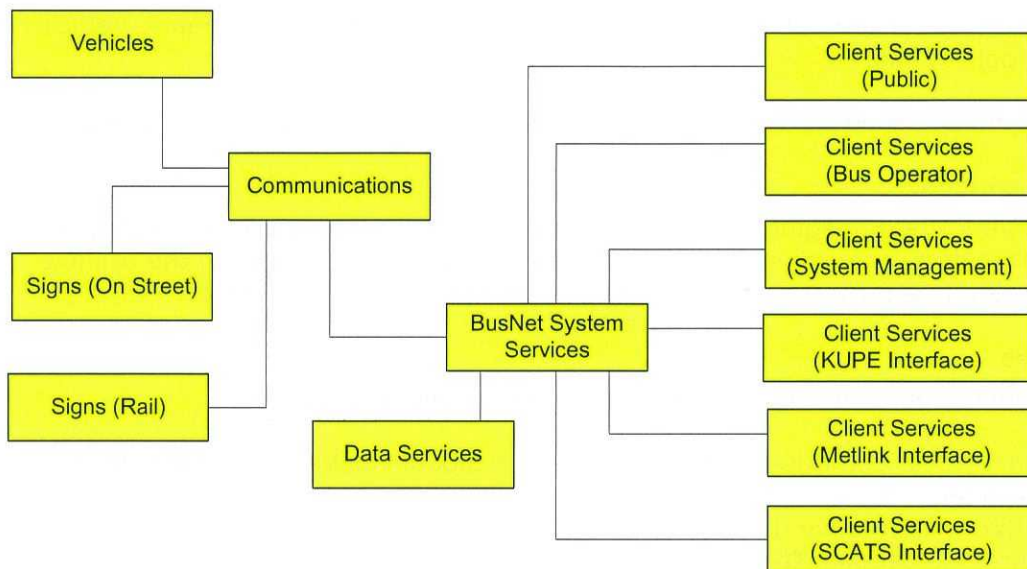 Vehicles
Communications
Signs (On Street)
Signs (Rail)
BusNet System
Services
Data Services
Client Services
(Public)
Client Services
(Bus Operator)
Client Services
(System Management)
Client Services
(KUPE Interface)
Client Services
(Metlink Interface)
Client Services
(SCATS Interface)